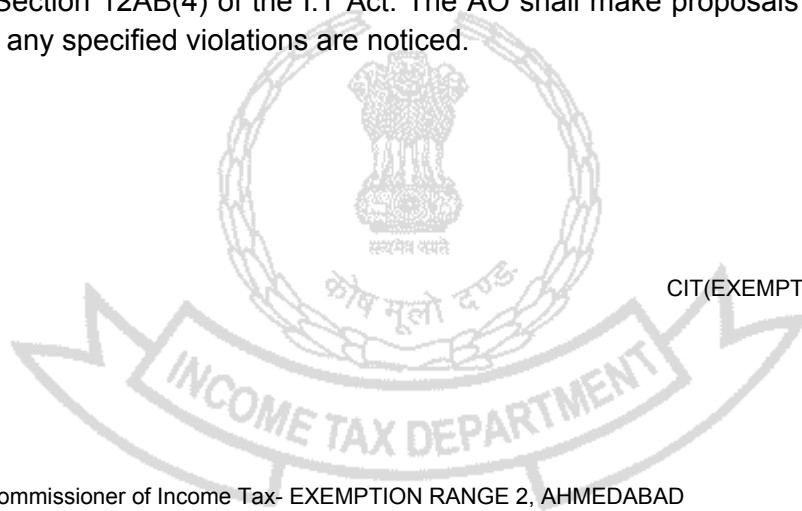 Section 12AB(4) of the I.T Act. The AO shall make proposals
any specified violations are noticed.
सत्यमेव जयते
कोष मूलो दण्डः
CIT(EXEMPT
INCOME TAX DEPARTMENT
ommissioner of Income Tax- EXEMPTION RANGE 2, AHMEDABAD